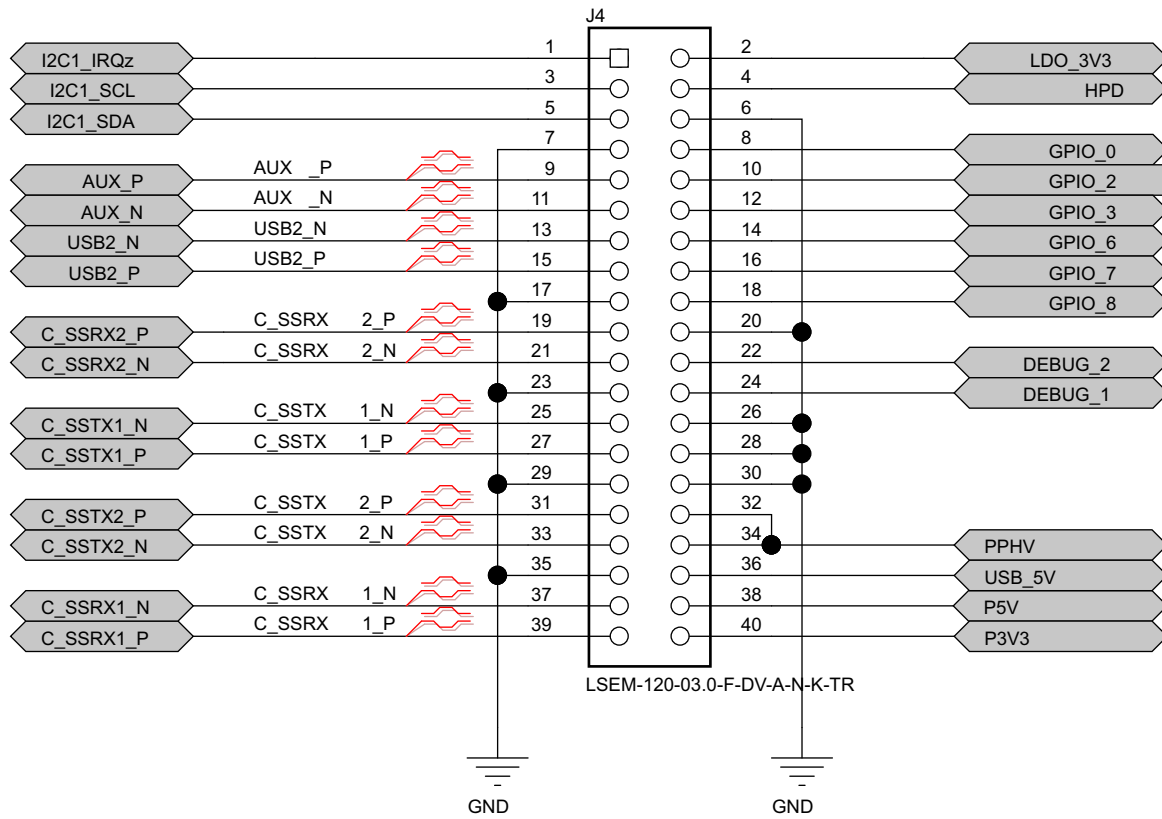 J4
I2C1_IRQz 1 2 LDO_3V3
I2C1_SCL 3 4 HPD
I2C1_SDA 5 6
7 8 GPIO_0
AUX_P AUX _P 9 10 GPIO_2
AUX_N AUX _N 11 12 GPIO_3
USB2_N USB2_N 13 14 GPIO_6
USB2_P USB2_P 15 16 GPIO_7
17 18 GPIO_8
C_SSRX2_P C_SSRX 2_P 19 20
C_SSRX2_N C_SSRX 2_N 21 22 DEBUG_2
23 24 DEBUG_1
C_SSTX1_N C_SSTX 1_N 25 26
C_SSTX1_P C_SSTX 1_P 27 28
29 30
C_SSTX2_P C_SSTX 2_P 31 32
C_SSTX2_N C_SSTX 2_N 33 34 PPHV
35 36 USB_5V
C_SSRX1_N C_SSRX 1_N 37 38 P5V
C_SSRX1_P C_SSRX 1_P 39 40 P3V3
LSEM-120-03.0-F-DV-A-N-K-TR
GND GND